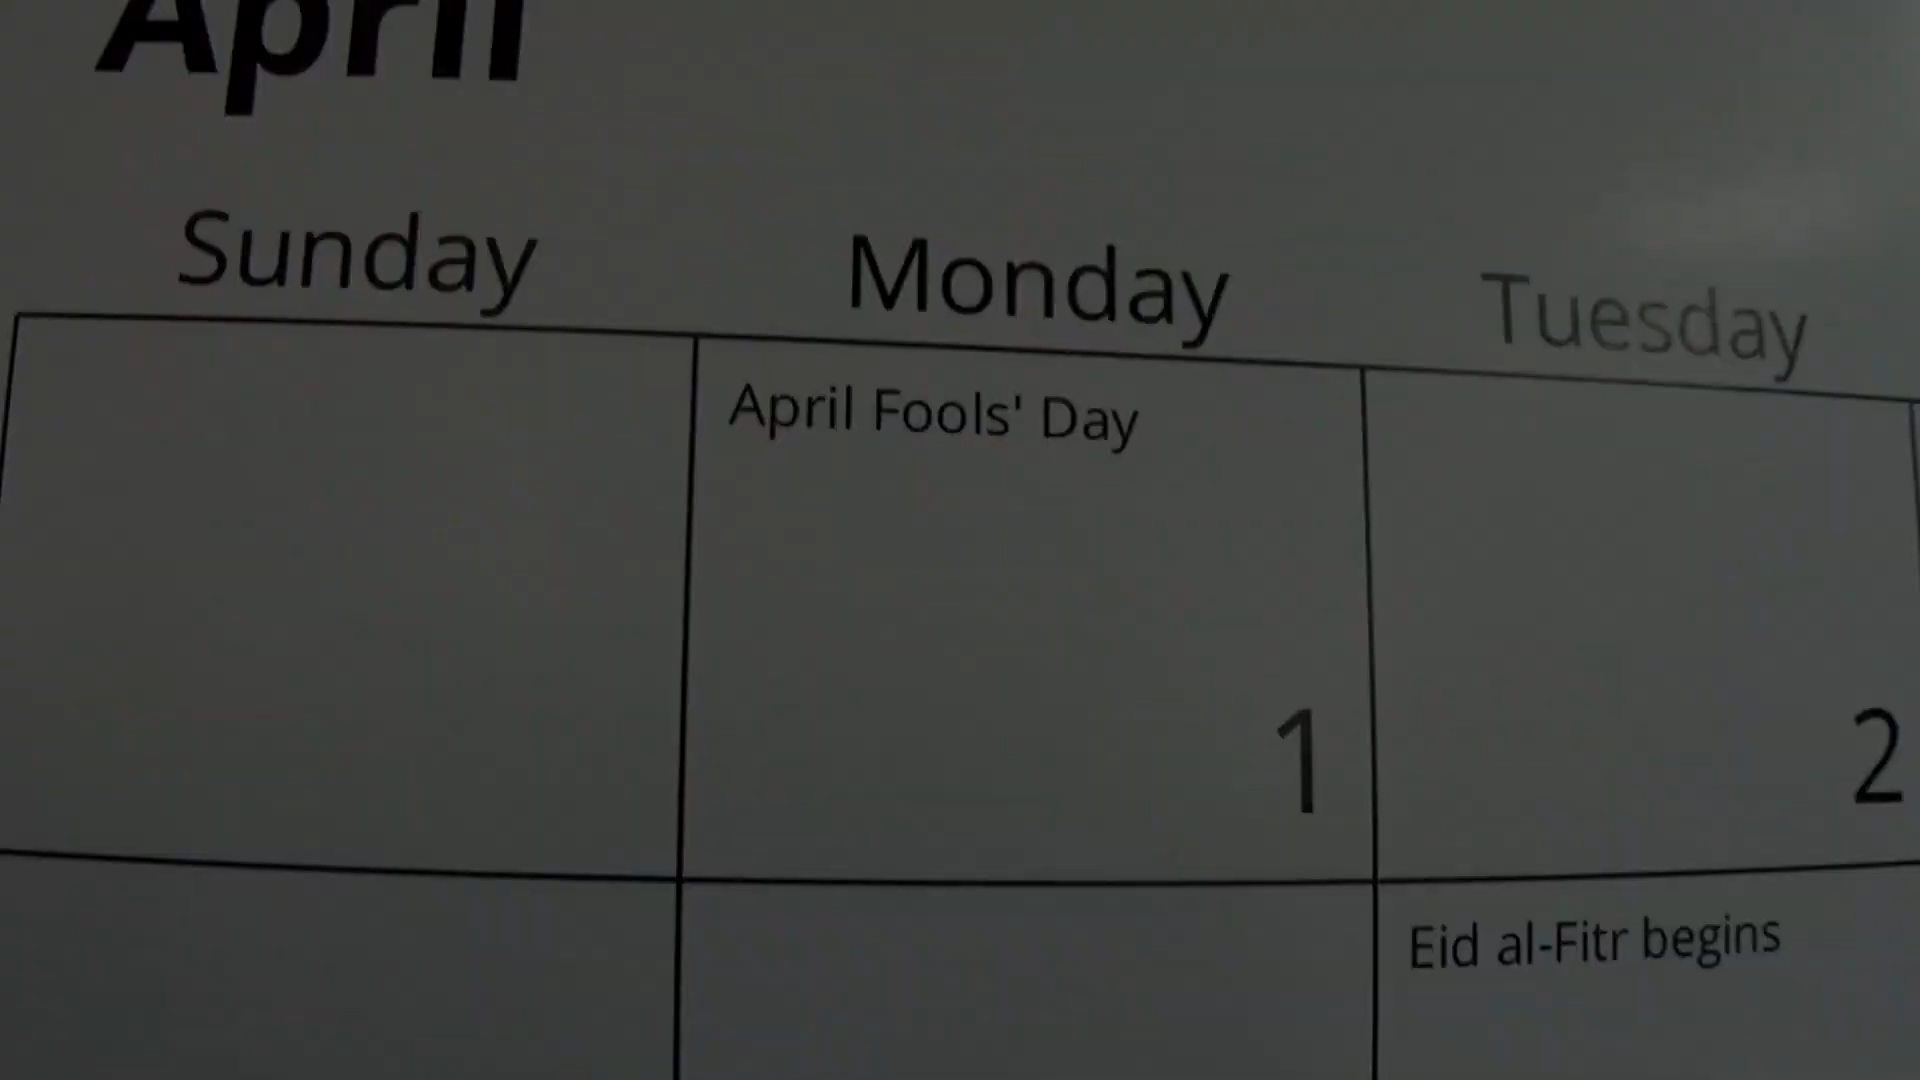 April
Sunday Monday Tuesday
April Fools' Day
1 2
Eid al-Fitr begins